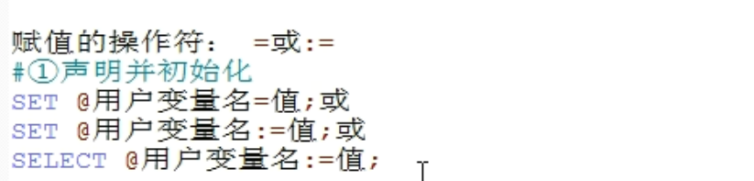 赋值的操作符： =或:=
#①声明并初始化
SET @用户变量名=值;或
SET @用户变量名:=值;或
SELECT @用户变量名:=值;